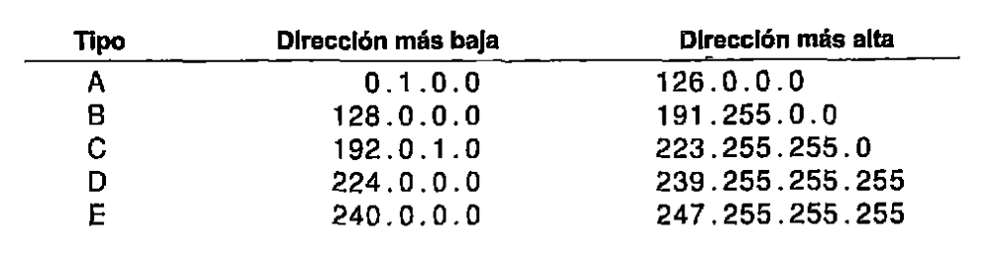 Tipo Dirección más baja Dirección más alta
A 0.1.0.0 126.0.0.0
B 128.0.0.0 191.255.0.0
C 192.0.1.0 223.255.255.0
D 224.0.0.0 239.255.255.255
E 240.0.0.0 247.255.255.255